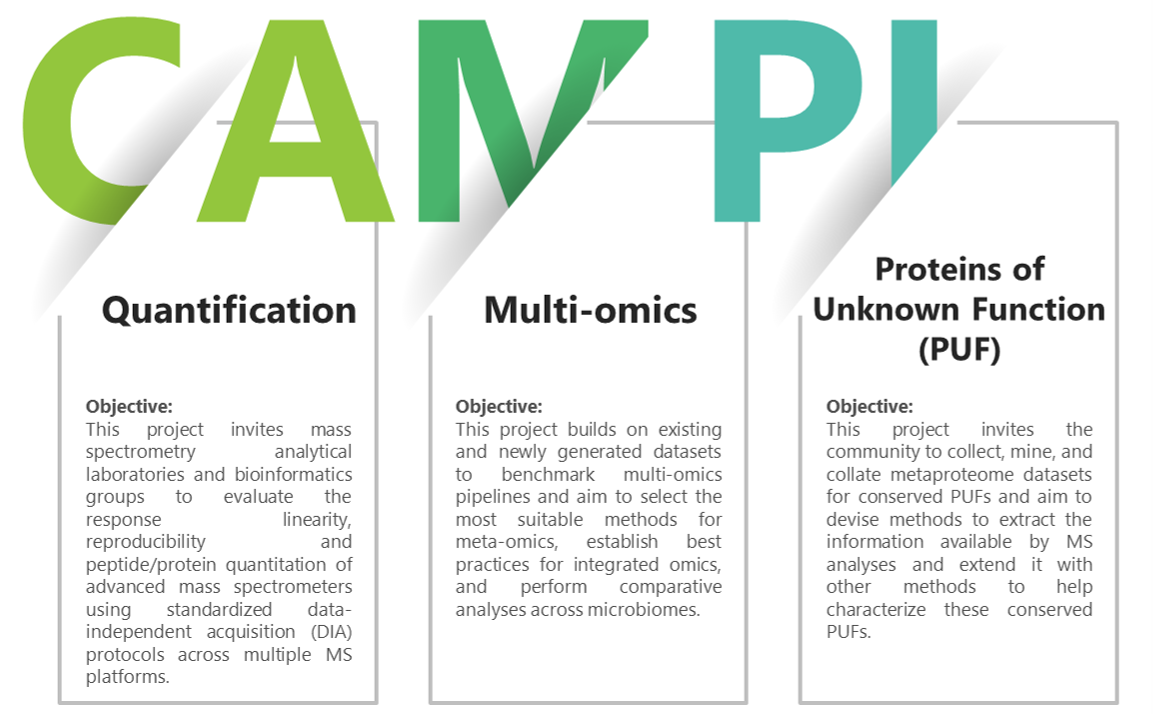 CAMPI
Quantification
Objective:
This project invites mass
spectrometry analytical
laboratories and bioinformatics
groups to evaluate the
response linearity,
reproducibility and
peptide/protein quantitation of
advanced mass spectrometers
using standardized data-
independent acquisition (DIA)
protocols across multiple MS
platforms.
Multi-omics
Objective:
This project builds on existing
and newly generated datasets
to benchmark multi-omics
pipelines and aim to select the
most suitable methods for
meta-omics, establish best
practices for integrated omics,
and perform comparative
analyses across microbiomes.
Proteins of
Unknown Function
(PUF)
Objective:
This project invites the
community to collect, mine, and
collate metaproteome datasets
for conserved PUFs and aim to
devise methods to extract the
information available by MS
analyses and extend it with
other methods to help
characterize these conserved
PUFs.